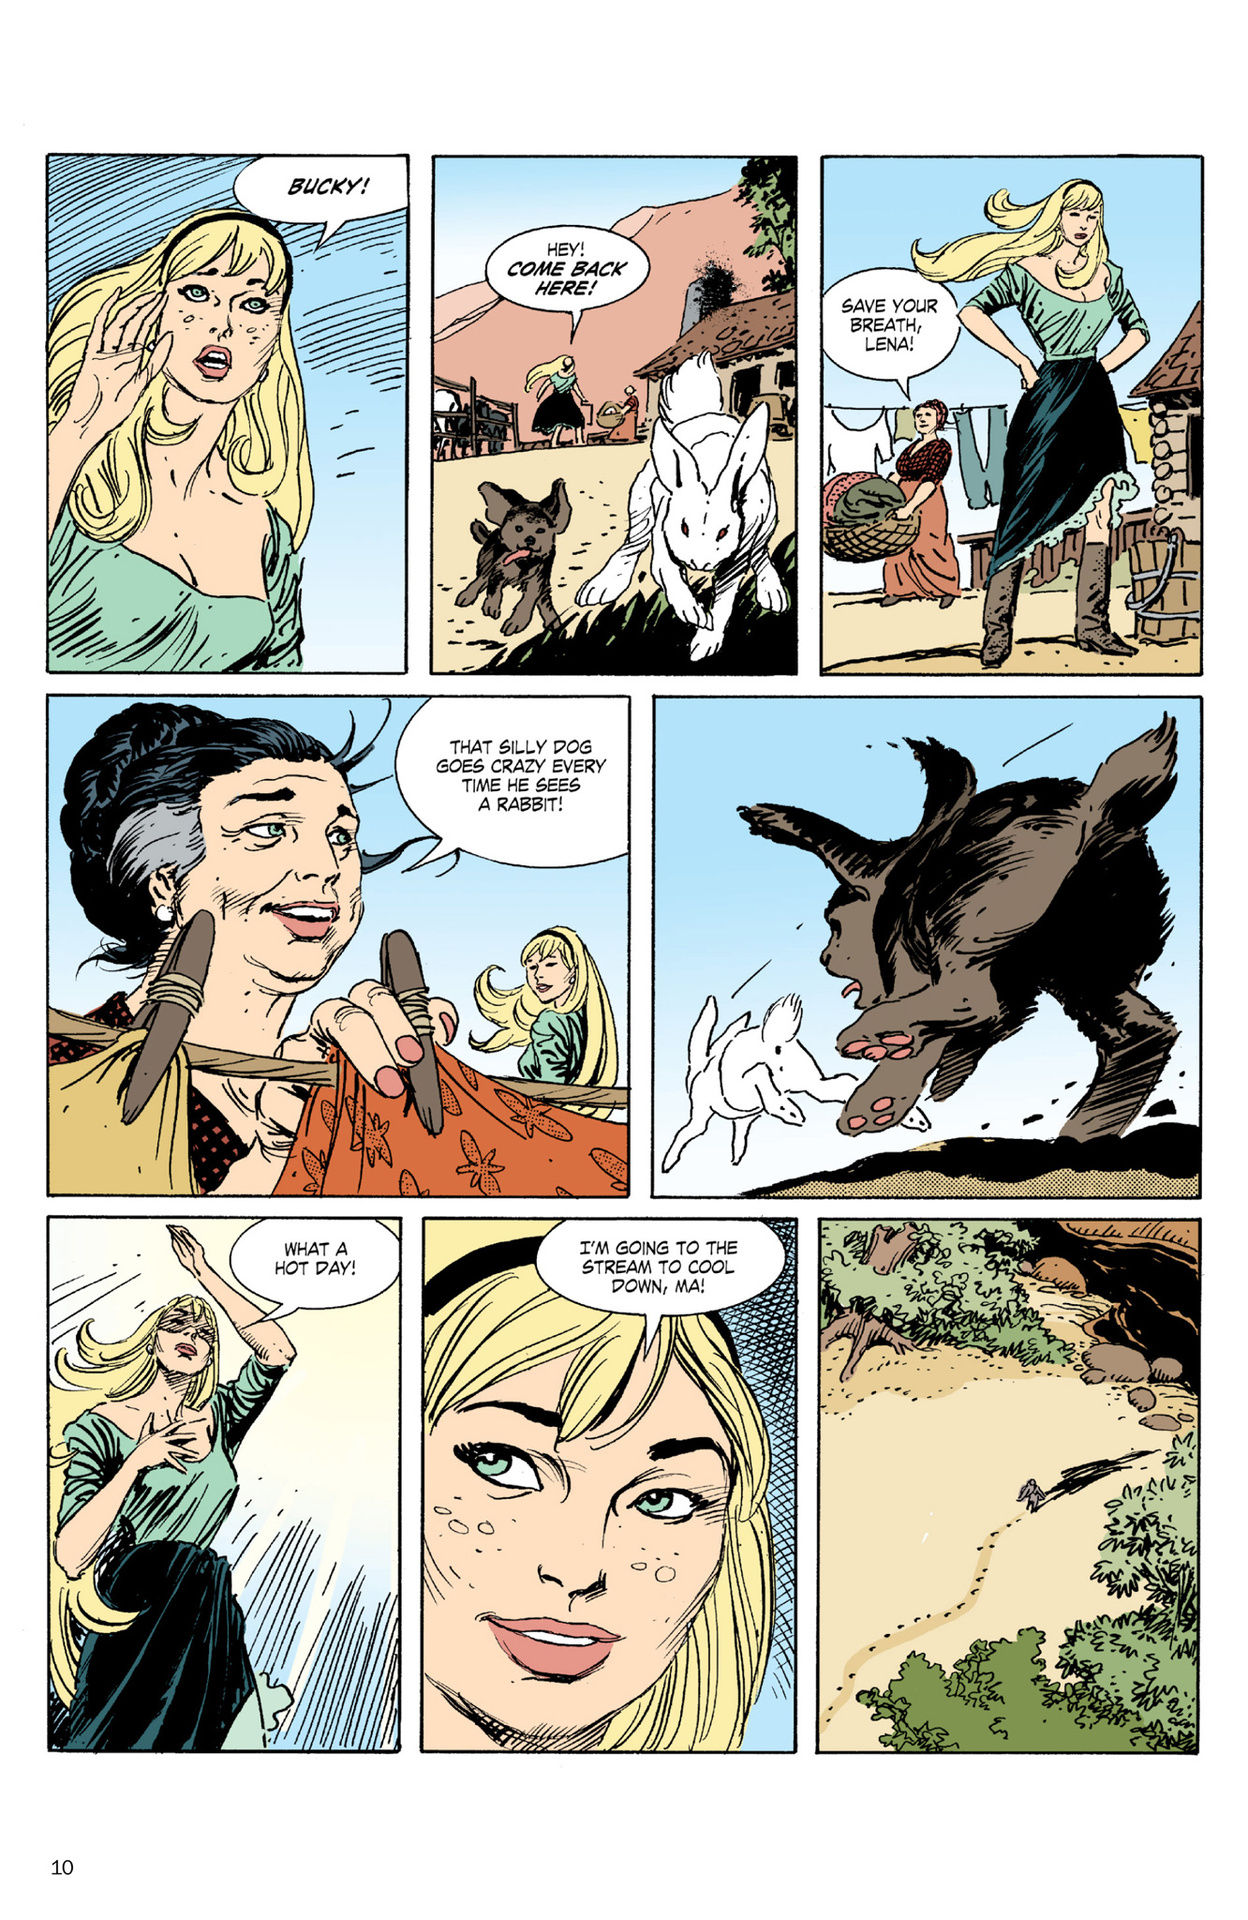 BUCKY!
HEY!
COME BACK
HERE!
SAVE YOUR
BREATH,
LENA!
THAT SILLY DOG
GOES CRAZY EVERY
TIME HE SEES
A RABBIT!
WHAT A
HOT DAY!
I'M GOING TO THE
STREAM TO COOL
DOWN, MA!
10